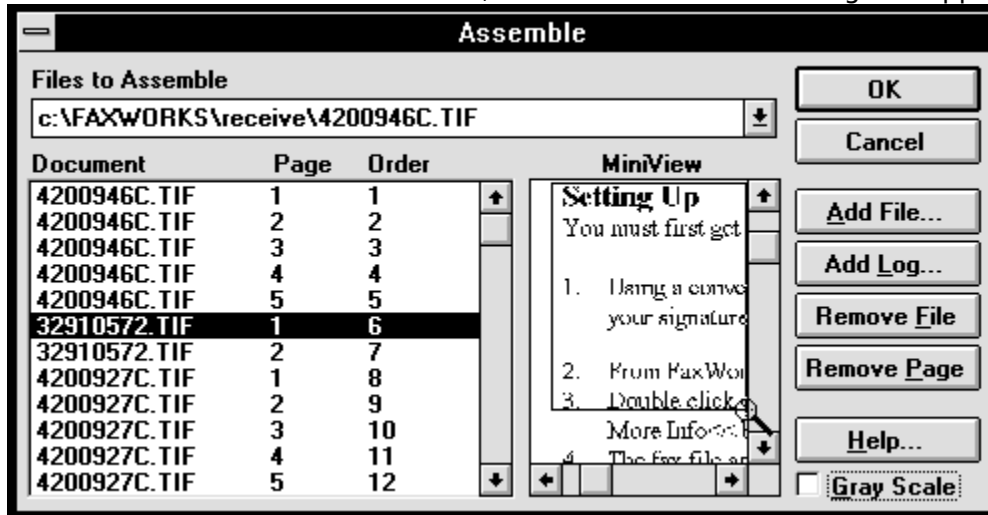 Assemble
Files to Assemble
c:\FAXWORKS\receive\4200946C.TIF
Document Page Order
4200946C.TIF 1 1
4200946C.TIF 2 2
4200946C.TIF 3 3
4200946C.TIF 4 4
4200946C.TIF 5 5
32910572.TIF 1 6
32910572.TIF 2 7
4200927C.TIF 1 8
4200927C.TIF 2 9
4200927C.TIF 3 10
4200927C.TIF 4 11
4200927C.TIF 5 12
MiniView
Setting Up
You must first get
1. Using a conve
your signature
2. From FaxWor
3. Double click
More Info<<
4. The fax file
OK
Cancel
Add File...
Add Log...
Remove File
Remove Page
Help...
Gray Scale